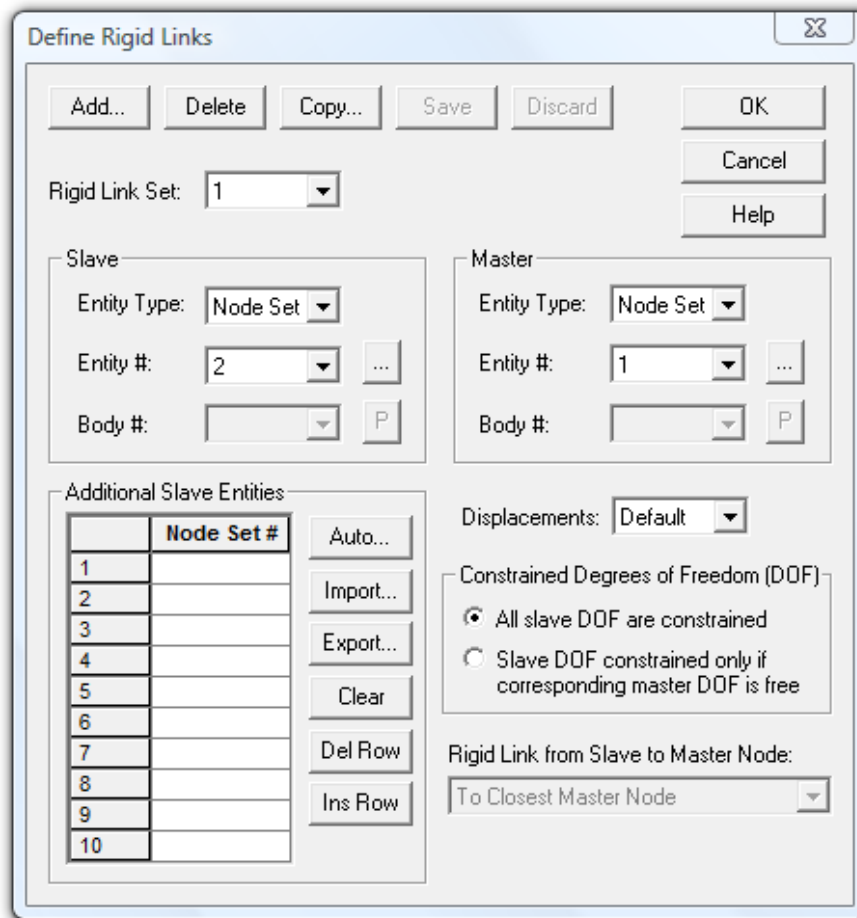 Define Rigid Links
Add... Delete Copy... Save Discard OK
Cancel
Rigid Link Set: 1
Help
Slave
Entity Type: Node Set
Entity #: 2 ...
Body #: P
Master
Entity Type: Node Set
Entity #: 1 ...
Body #: P
Additional Slave Entities
Node Set #
1
2
3
4
5
6
7
8
9
10
Auto...
Import...
Export...
Clear
Del Row
Ins Row
Displacements: Default
Constrained Degrees of Freedom (DOF)
All slave DOF are constrained
Slave DOF constrained only if
corresponding master DOF is free
Rigid Link from Slave to Master Node:
To Closest Master Node